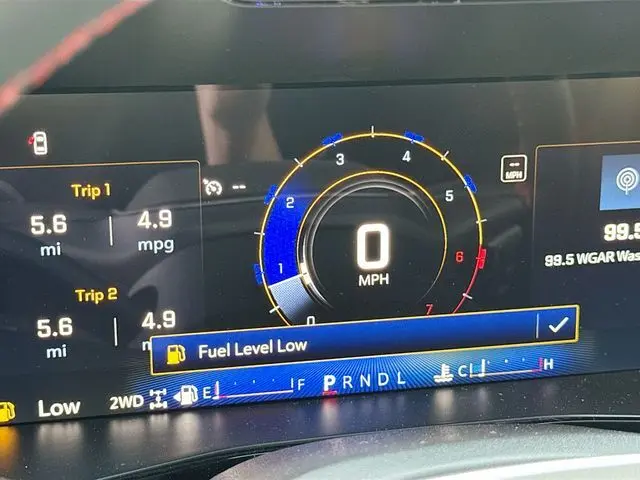 Trip 1
5.6 mi
4.9 mpg
Trip 2
5.6 mi
4.9
Low
2WD
--
0 1 2 3 4 5 6 7
0
MPH
--
MPH
99.5
99.5 WGAR Was
Fuel Level Low
E F
P R N D L
C H